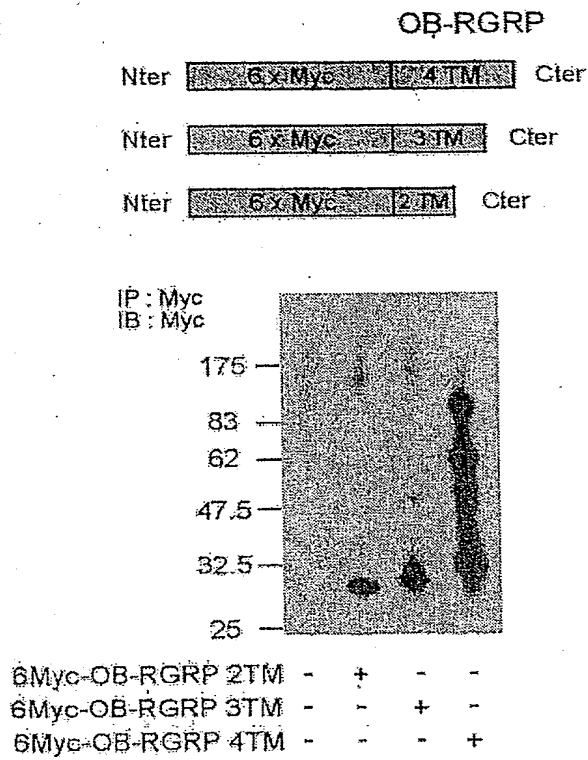 OB-RGRP
Nter 6 x Myc 4 TM Cter
Nter 6 x Myc 3 TM Cter
Nter 6 x Myc 2 TM Cter
IP : Myc
IB : Myc
175
83
62
47.5
32.5
25
6Myc-OB-RGRP 2TM - + - -
6Myc-OB-RGRP 3TM - - + -
6Myc-OB-RGRP 4TM - - - +